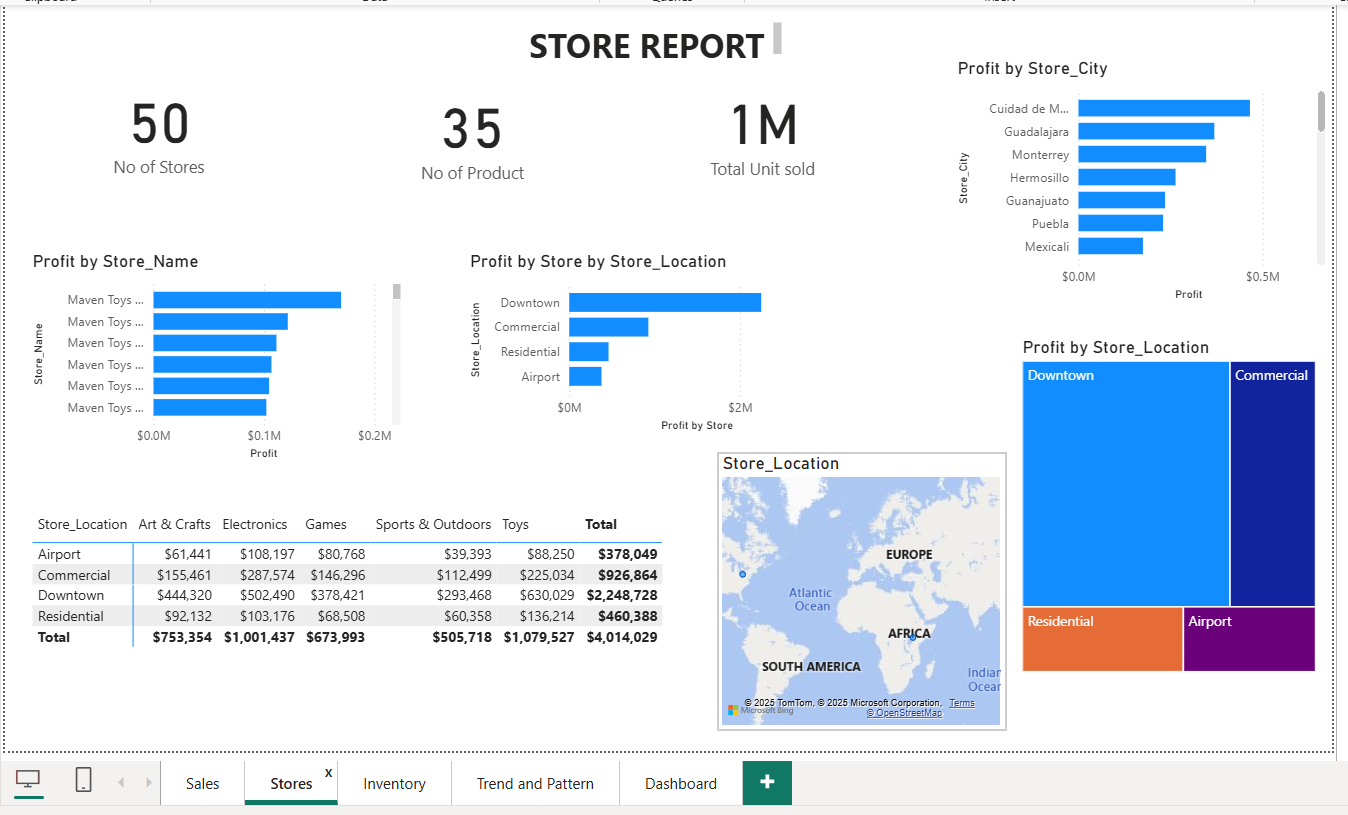 STORE REPORT
50
No of Stores
35
No of Product
1M
Total Unit sold
Profit by Store_City
Store_City
Cuidad de M...
Guadalajara
Monterrey
Hermosillo
Guanajuato
Puebla
Mexicali
$0.0M $0.5M
Profit
Profit by Store_Name
Store_Name
Maven Toys ...
Maven Toys ...
Maven Toys ...
Maven Toys ...
Maven Toys ...
Maven Toys ...
$0.0M $0.1M $0.2M
Profit
Profit by Store by Store_Location
Store_Location
Downtown
Commercial
Residential
Airport
$0M $2M
Profit by Store
Profit by Store_Location
Downtown Commercial
Residential Airport
Store_Location Art & Crafts Electronics Games Sports & Outdoors Toys Total
Airport $61,441 $108,197 $80,768 $39,393 $88,250 $378,049
Commercial $155,461 $287,574 $146,296 $112,499 $225,034 $926,864
Downtown $444,320 $502,490 $378,421 $293,468 $630,029 $2,248,728
Residential $92,132 $103,176 $68,508 $60,358 $136,214 $460,388
Total $753,354 $1,001,437 $673,993 $505,718 $1,079,527 $4,014,029
Store_Location
EUROPE
Atlantic
Ocean
AFRICA
SOUTH AMERICA
Indian
Ocean
© 2025 TomTom, © 2025 Microsoft Corporation, Terms
Microsoft Bing © OpenStreetMap
Sales Stores x Inventory Trend and Pattern Dashboard +